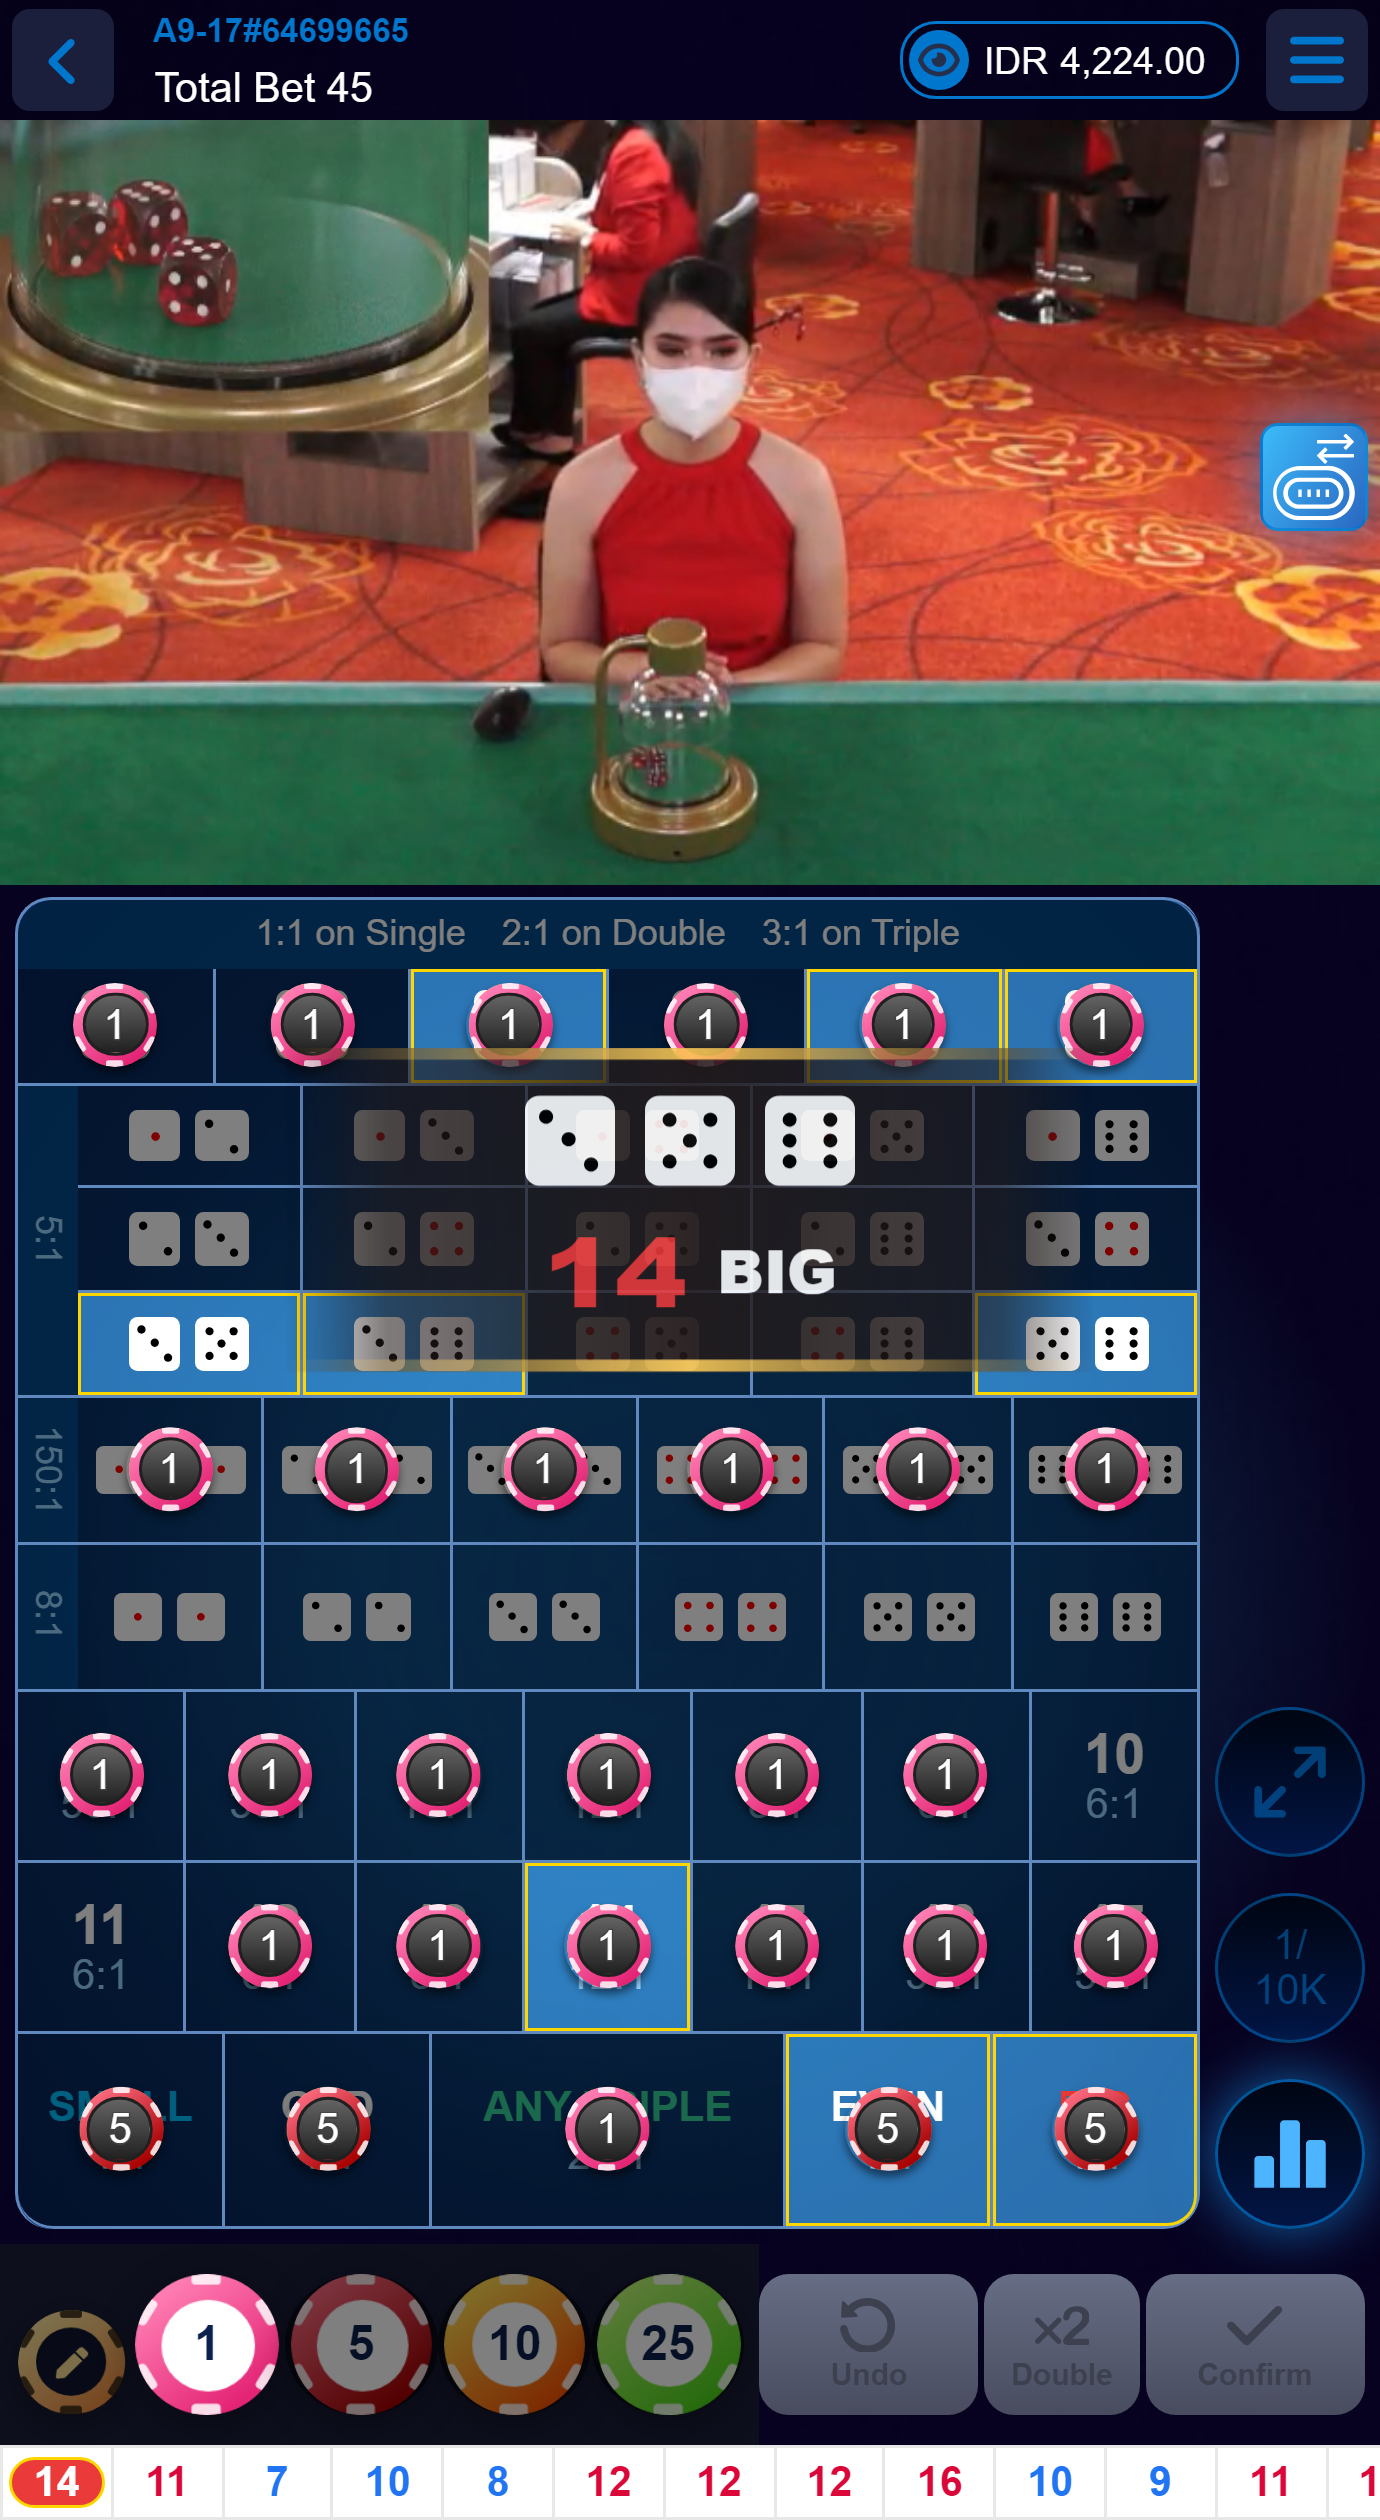 A9-17#64699665
Total Bet 45
IDR 4,224.00
1:1 on Single 2:1 on Double 3:1 on Triple
1 1 1 1 1 1
5:1
14 BIG
150:1
1 1 1 1 1 1
8:1
1 1 1 1 1 1 10
6:1
11 1 1 1 1 1 1
6:1
5 5 1 5 5
1/
10K
1 5 10 25
x2
Undo Double Confirm
14 11 7 10 8 12 12 12 16 10 9 11